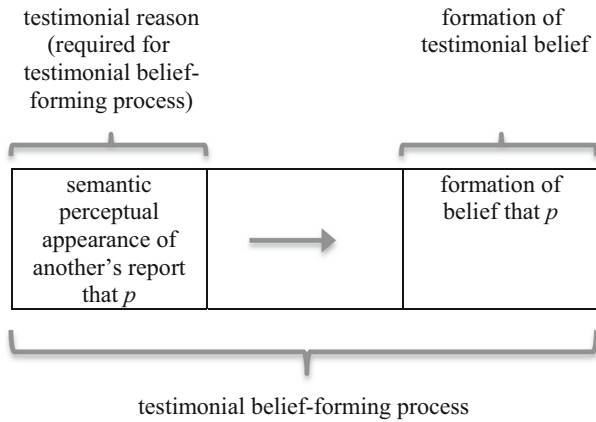 testimonial reason
(required for
testimonial belief-
forming process)
formation of
testimonial belief
semantic
perceptual
appearance of
another’s report
that p
formation of
belief that p
testimonial belief-forming process